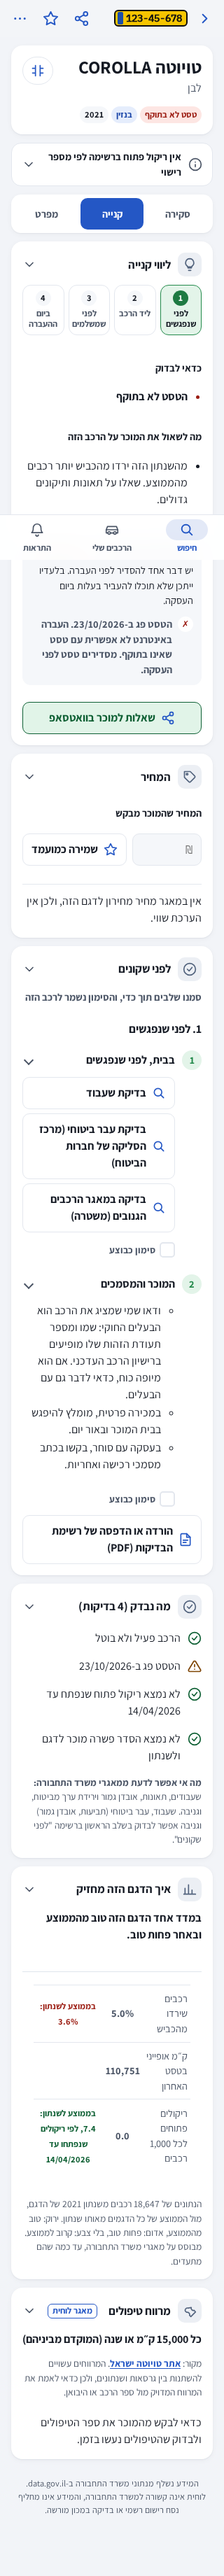 123-45-678
טויוטה COROLLA
לבן
טסט לא בתוקף
בנזין
2021
אין ריקול פתוח ברשימה לפי מספר
רישוי
סקירה
קנייה
מפרט
ליווי קנייה
1
לפני
שנפגשים
2
ליד הרכב
3
לפני
שמשלמים
4
ביום
ההעברה
כדאי לבדוק
הטסט לא בתוקף
מה לשאול את המוכר על הרכב הזה
מהשנתון הזה ירדו מהכביש יותר רכבים
מהממוצע. שאלו על תאונות ותיקונים
גדולים.
חיפוש
הרכבים שלי
התראות
יש דבר אחד להסדיר לפני העברה. בלעדיו
ייתכן שלא תוכלו להעביר בעלות ביום
העסקה.
✗ הטסט פג ב-23/10/2026. העברה
באינטרנט לא אפשרית עם טסט
שאינו בתוקף. מסדירים טסט לפני
העסקה.
שאלות למוכר בוואטסאפ
המחיר
המחיר שהמוכר מבקש
₪
שמירה כמועמד
אין במאגר מחיר מחירון לדגם הזה, ולכן אין
הערכת שווי.
לפני שקונים
סמנו שלבים תוך כדי, והסימון נשמר לרכב הזה
1. לפני שנפגשים
1 בבית, לפני שנפגשים
בדיקת שעבוד
בדיקת עבר ביטוחי (מרכז
הסליקה של חברות
הביטוח)
בדיקה במאגר הרכבים
הגנובים (משטרה)
סימון כבוצע
2 המוכר והמסמכים
ודאו שמי שמציג את הרכב הוא
הבעלים החוקי: שמו ומספר
תעודת הזהות שלו מופיעים
ברישיון הרכב העדכני. אם הוא
מיופה כוח, כדאי לדבר גם עם
הבעלים.
במכירה פרטית, מומלץ להיפגש
בבית המוכר ובאור יום.
בעסקה עם סוחר, בקשו בכתב
מסמכי רכישה ואחריות.
סימון כבוצע
הורדה או הדפסה של רשימת
הבדיקות (PDF)
מה נבדק (4 בדיקות)
הרכב פעיל ולא בוטל
הטסט פג ב-23/10/2026
לא נמצא ריקול פתוח שנפתח עד
14/04/2026
לא נמצא הסדר פשרה מוכר לדגם
ולשנתון
מה אי אפשר לדעת ממאגרי משרד התחבורה:
שעבודים, תאונות, אובדן גמור וירידת ערך מביטוח,
וגניבה. שעבוד, עבר ביטוחי (תביעות, אובדן גמור)
וגניבה אפשר לבדוק בשלב הראשון ברשימה "לפני
שקונים".
איך הדגם הזה מחזיק
במדד אחד הדגם הזה טוב מהממוצע
ובאחר פחות טוב.
רכבים
שירדו
מהכביש
5.0%
בממוצע לשנתון:
3.6%
ק״מ אופייני
בטסט
האחרון
110,751
ריקולים
פתוחים
לכל 1,000
רכבים
0.0
בממוצע לשנתון:
7.4, לפי ריקולים
שנפתחו עד
14/04/2026
הנתונים של 18,647 רכבים משנתון 2021 של הדגם,
מול הממוצע של כל הדגמים מאותו שנתון. ירוק: טוב
מהממוצע, אדום: פחות טוב, בלי צבע: קרוב לממוצע.
מבוסס על מאגרי משרד התחבורה, עד כמה שהם
מתעדים.
מרווח טיפולים
מאגר לוחית
כל 15,000 ק״מ או שנה (המוקדם מביניהם)
מקור: אתר טויוטה ישראל. המרווחים עשויים
להשתנות בין גרסאות ושנתונים, ולכן כדאי לאמת את
המרווח המדויק מול ספר הרכב או היבואן.
כדאי לבקש מהמוכר את ספר הטיפולים
ולבדוק שהטיפולים נעשו בזמן.
המידע נשלף מנתוני משרד התחבורה ב-data.gov.il.
לוחית אינה קשורה למשרד התחבורה, והמידע אינו מחליף
נסח רישום רשמי או בדיקה במכון מורשה.